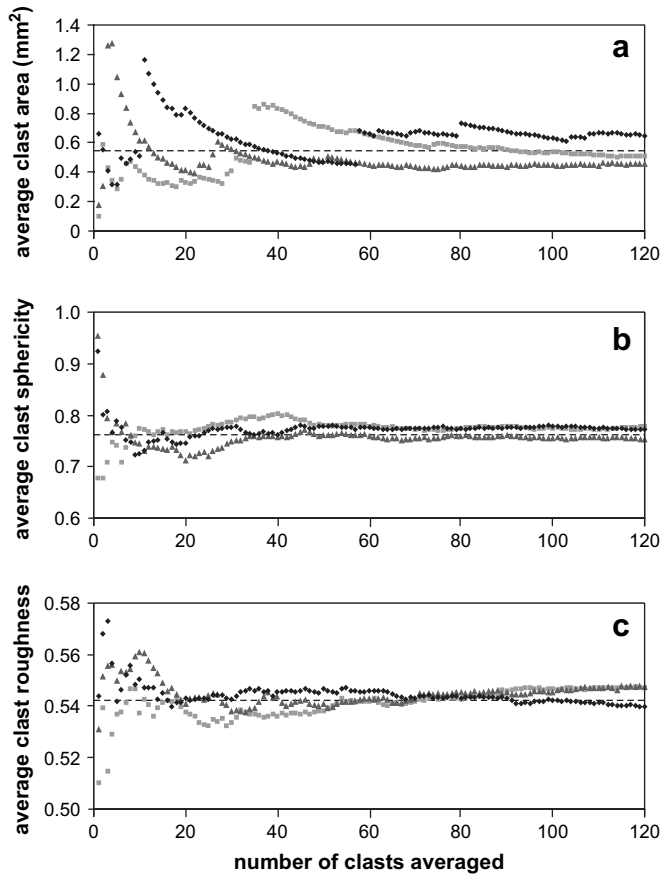 average clast area (mm²)
1.4
1.2
1.0
0.8
0.6
0.4
0.2
0
a
0 20 40 60 80 100 120
average clast sphericity
1.0
0.9
0.8
0.7
0.6
b
0 20 40 60 80 100 120
average clast roughness
0.58
0.56
0.54
0.52
0.50
c
0 20 40 60 80 100 120
number of clasts averaged